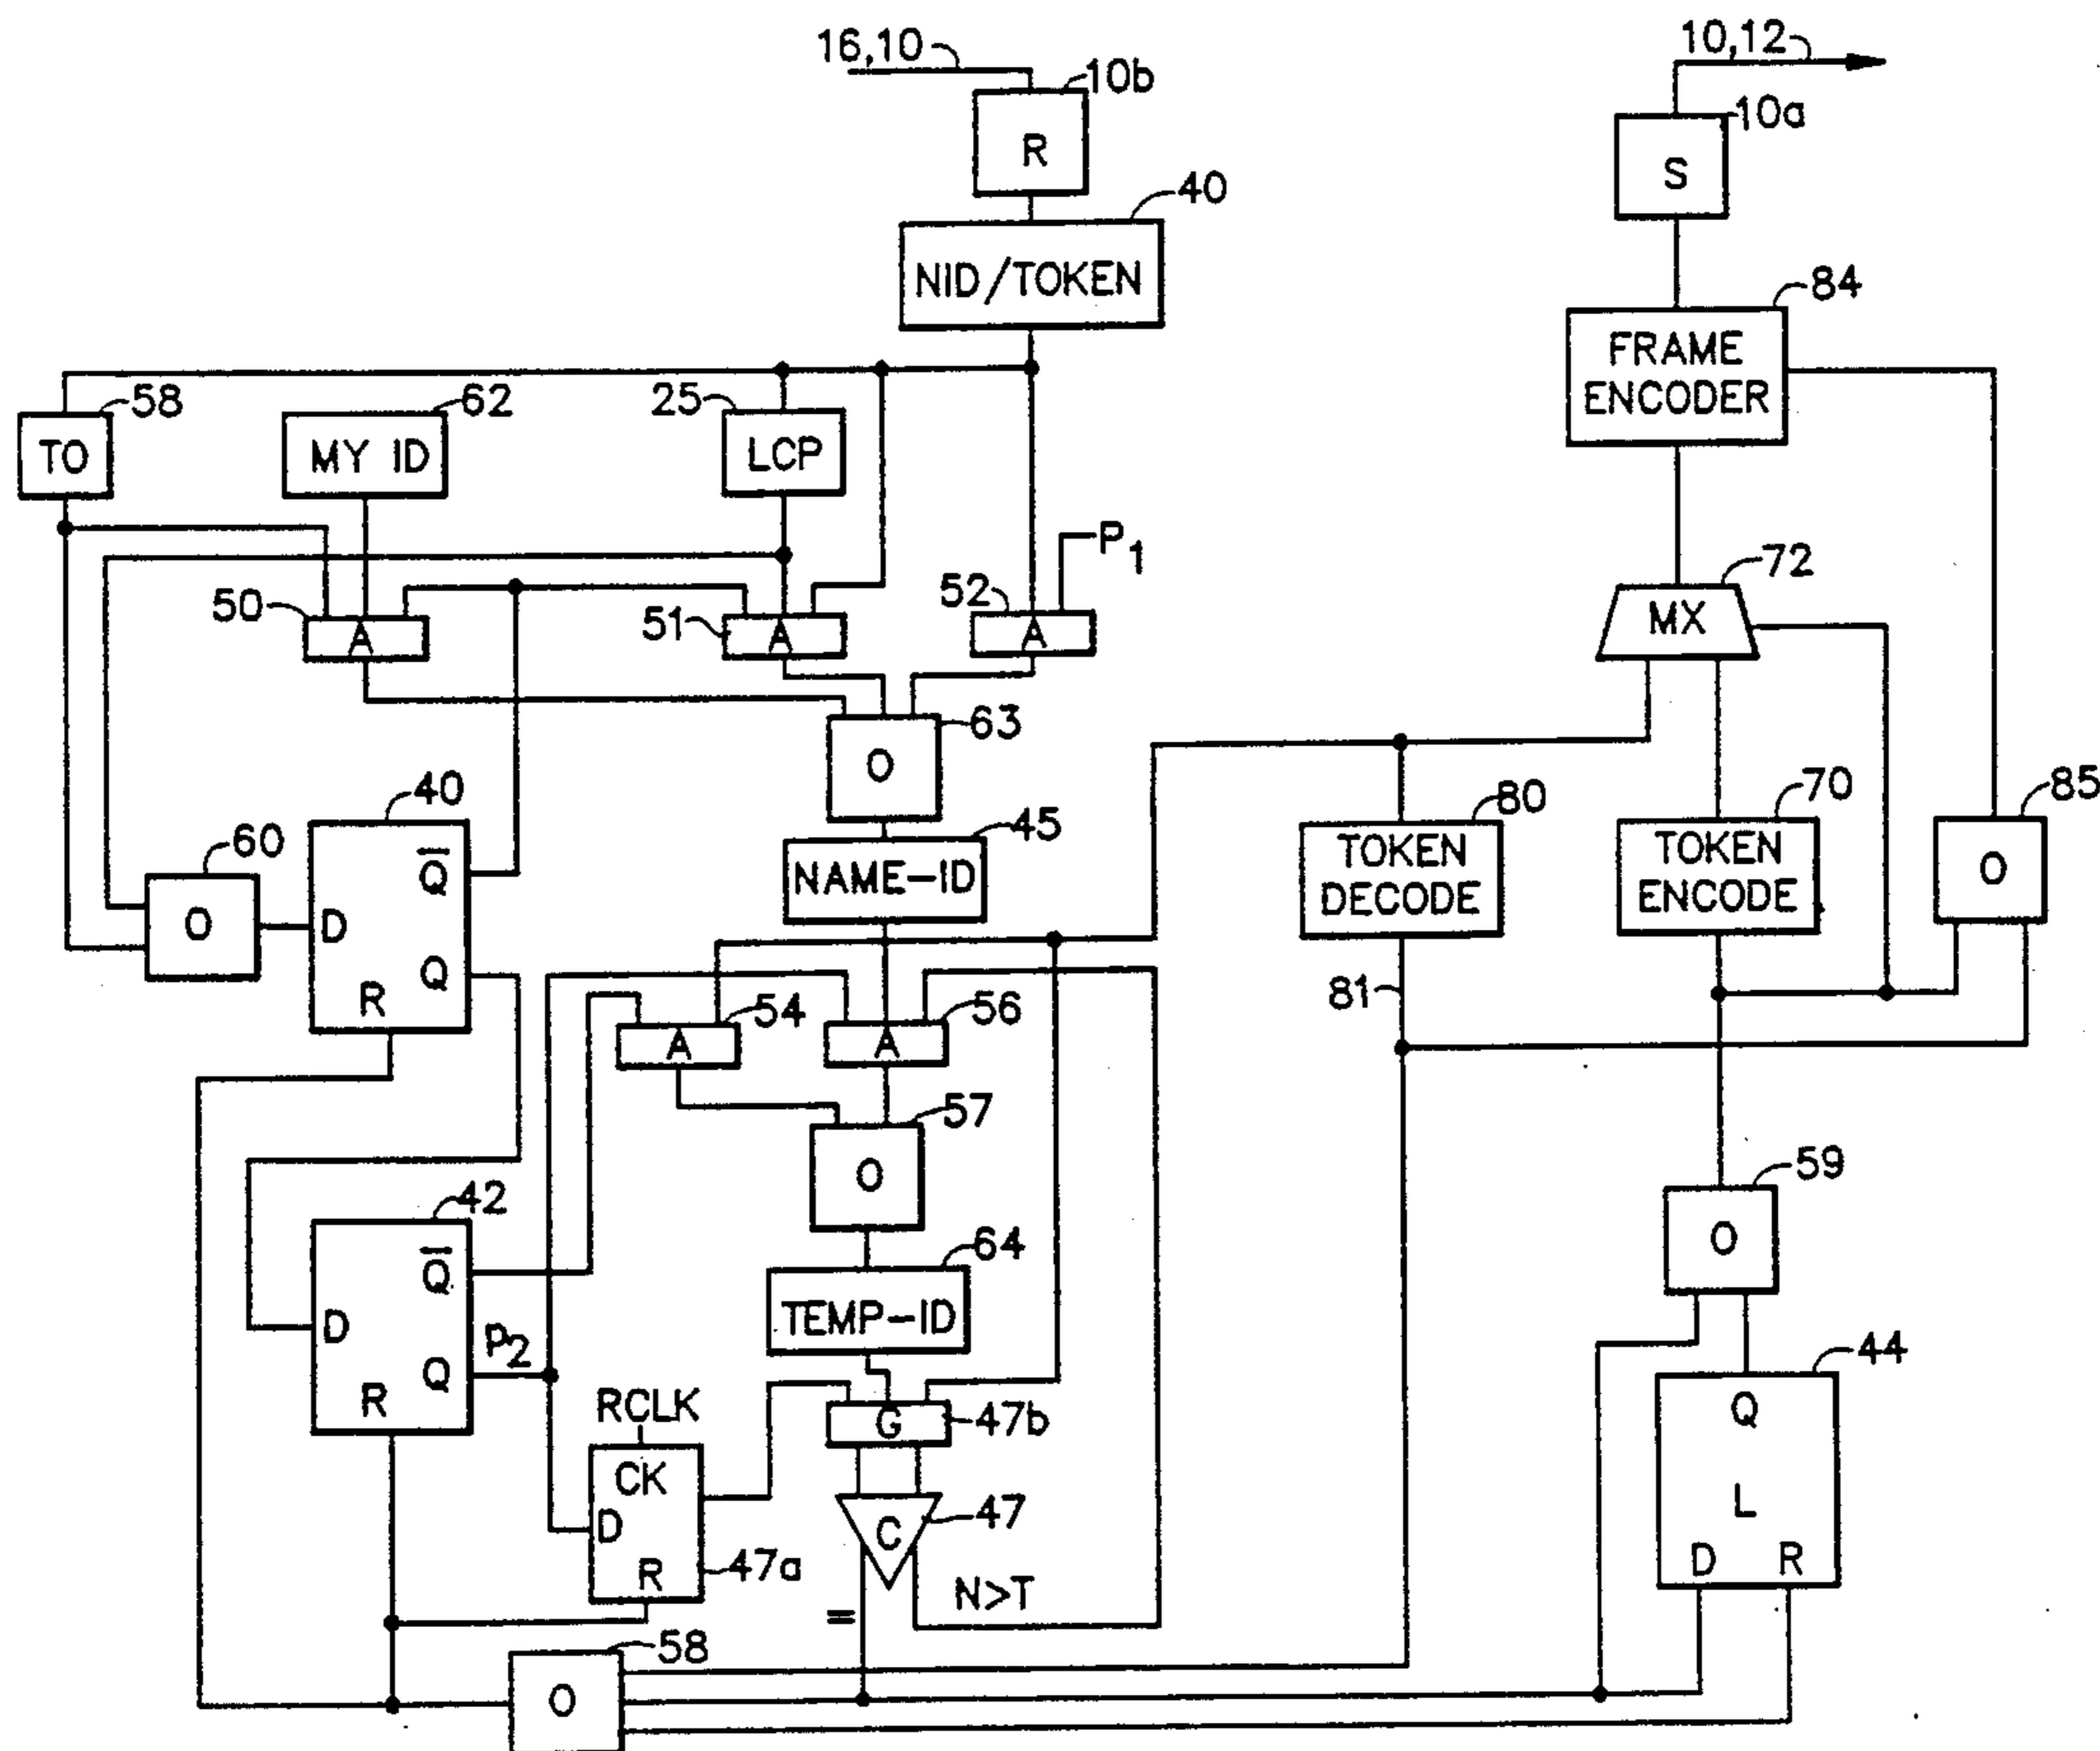 16,10
10b
R
10,12
10a
S
40
NID/TOKEN
84
FRAME
ENCODER
58
TO
62
MY ID
25
LCP
P1
50
A
51
A
52
A
72
MX
63
O
40
Q̅
D
Q
R
60
O
45
NAME-ID
80
TOKEN
DECODE
70
TOKEN
ENCODE
85
O
81
54
A
56
A
57
O
59
O
42
Q̅
D
P2
Q
R
64
TEMP-ID
44
Q
L
D R
RCLK
CK
D
R
47a
G
47b
C
47
N>T
=
58
O